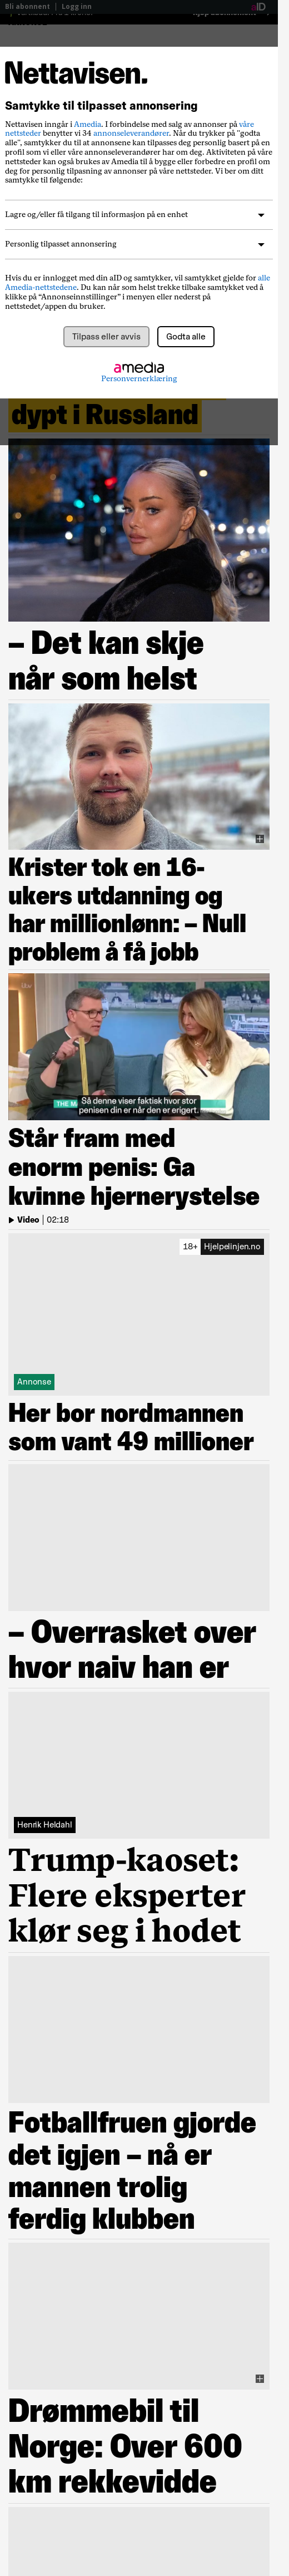 Bli abonnent | Logg inn
aID
Nettavisen.
Samtykke til tilpasset annonsering
Nettavisen inngår i Amedia. I forbindelse med salg av annonser på våre
nettsteder benytter vi 34 annonseleverandører. Når du trykker på "godta
alle", samtykker du til at annonsene kan tilpasses deg personlig basert på en
profil som vi eller våre annonseleverandører har om deg. Aktiviteten på våre
nettsteder kan også brukes av Amedia til å bygge eller forbedre en profil om
deg for personlig tilpasning av annonser på våre nettsteder. Vi ber om ditt
samtykke til følgende:
Lagre og/eller få tilgang til informasjon på en enhet
Personlig tilpasset annonsering
Hvis du er innlogget med din aID og samtykker, vil samtykket gjelde for alle
Amedia-nettstedene. Du kan når som helst trekke tilbake samtykket ved å
klikke på “Annonseinnstillinger” i menyen eller nederst på
nettstedet/appen du bruker.
Tilpass eller avvis
Godta alle
amedia
Personvernerklæring
dypt i Russland
– Det kan skje
når som helst
Krister tok en 16-
ukers utdanning og
har millionlønn: – Null
problem å få jobb
itv
Så denne viser faktisk hvor stor
penisen din er når den er erigert.
Står fram med
enorm penis: Ga
kvinne hjernerystelse
Video | 02:18
18+ Hjelpelinjen.no
Annonse
Her bor nordmannen
som vant 49 millioner
– Overrasket over
hvor naiv han er
Henrik Heldahl
Trump-kaoset:
Flere eksperter
klør seg i hodet
Fotballfruen gjorde
det igjen – nå er
mannen trolig
ferdig klubben
Drømmebil til
Norge: Over 600
km rekkevidde